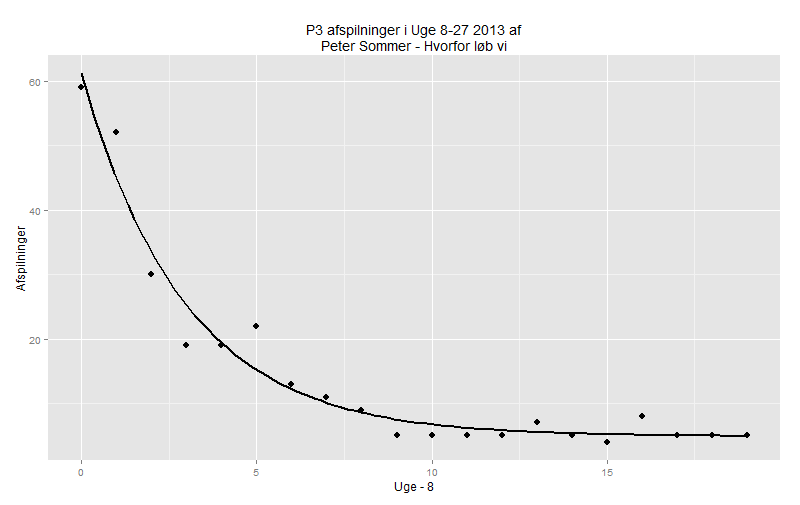 P3 afspilninger i Uge 8-27 2013 af
Peter Sommer - Hvorfor løb vi
60
40
20
Afspilninger
0 5 10 15
Uge - 8